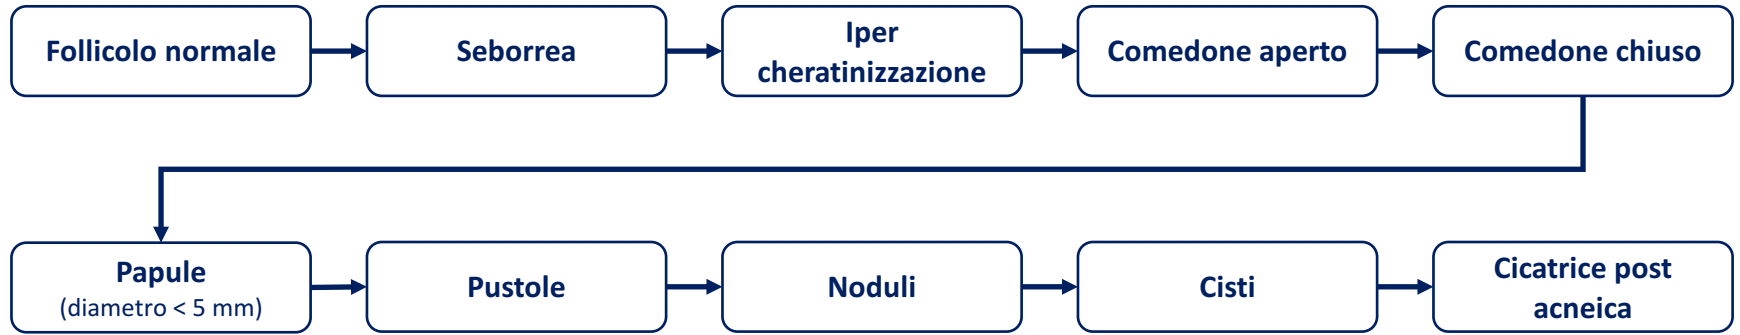 Follicolo normale
Seborrea
Iper
cheratinizzazione
Comedone aperto
Comedone chiuso
Papule
(diametro < 5 mm)
Pustole
Noduli
Cisti
Cicatrice post
acneica